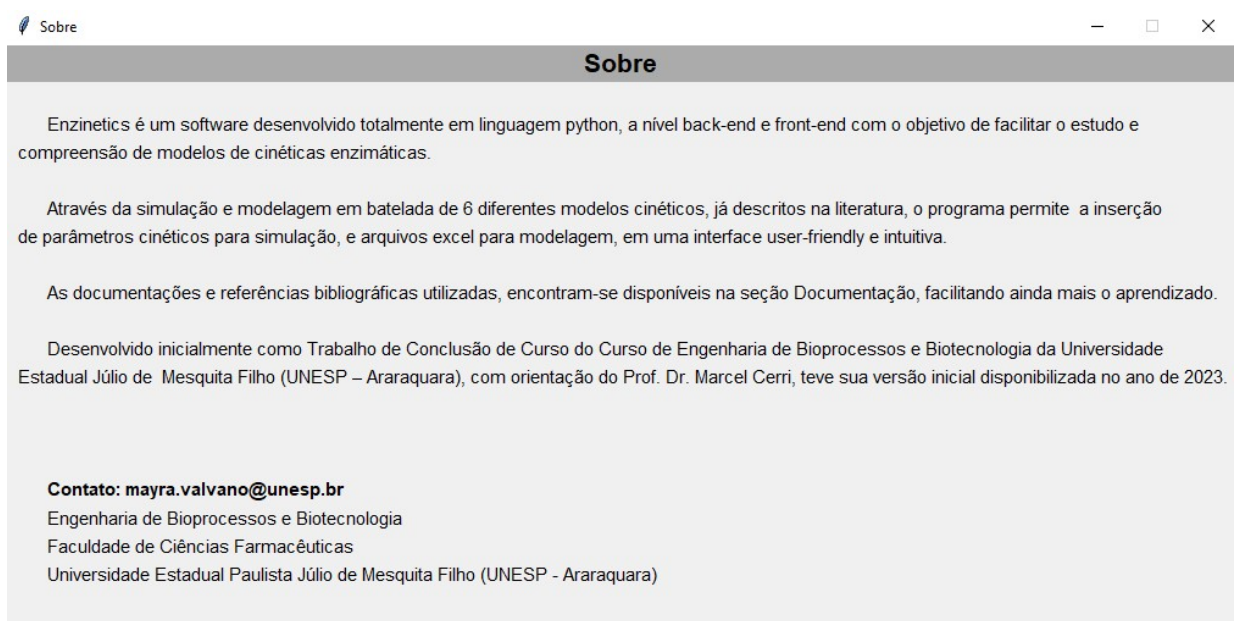 Sobre
Sobre
Enzinetics é um software desenvolvido totalmente em linguagem python, a nível back-end e front-end com o objetivo de facilitar o estudo e
compreensão de modelos de cinéticas enzimáticas.
Através da simulação e modelagem em batelada de 6 diferentes modelos cinéticos, já descritos na literatura, o programa permite  a inserção
de parâmetros cinéticos para simulação, e arquivos excel para modelagem, em uma interface user-friendly e intuitiva.
As documentações e referências bibliográficas utilizadas, encontram-se disponíveis na seção Documentação, facilitando ainda mais o aprendizado.
Desenvolvido inicialmente como Trabalho de Conclusão de Curso do Curso de Engenharia de Bioprocessos e Biotecnologia da Universidade
Estadual Júlio de  Mesquita Filho (UNESP – Araraquara), com orientação do Prof. Dr. Marcel Cerri, teve sua versão inicial disponibilizada no ano de 2023.
Contato: mayra.valvano@unesp.br
Engenharia de Bioprocessos e Biotecnologia
Faculdade de Ciências Farmacêuticas
Universidade Estadual Paulista Júlio de Mesquita Filho (UNESP - Araraquara)